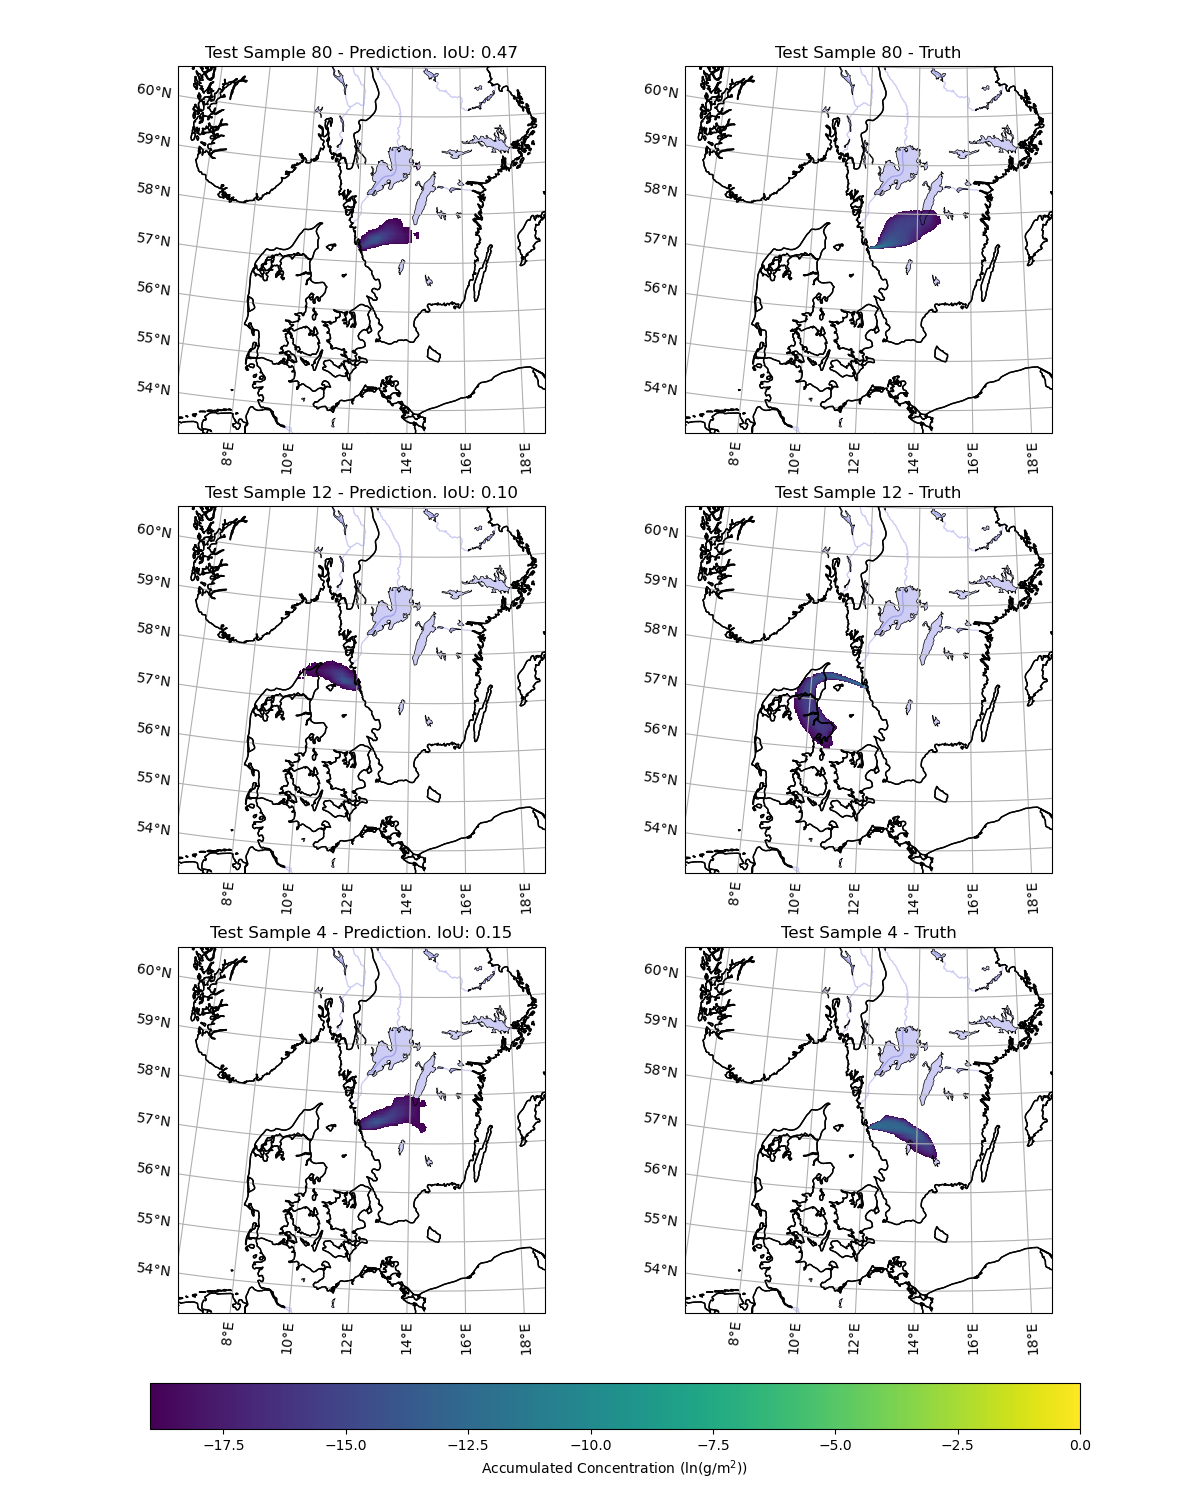 Test Sample 80 - Prediction. IoU: 0.47
Test Sample 80 - Truth
60°N
59°N
58°N
57°N
56°N
55°N
54°N
8°E
10°E
12°E
14°E
16°E
18°E
60°N
59°N
58°N
57°N
56°N
55°N
54°N
8°E
10°E
12°E
14°E
16°E
18°E
Test Sample 12 - Prediction. IoU: 0.10
Test Sample 12 - Truth
60°N
59°N
58°N
57°N
56°N
55°N
54°N
8°E
10°E
12°E
14°E
16°E
18°E
60°N
59°N
58°N
57°N
56°N
55°N
54°N
8°E
10°E
12°E
14°E
16°E
18°E
Test Sample 4 - Prediction. IoU: 0.15
Test Sample 4 - Truth
60°N
59°N
58°N
57°N
56°N
55°N
54°N
8°E
10°E
12°E
14°E
16°E
18°E
60°N
59°N
58°N
57°N
56°N
55°N
54°N
8°E
10°E
12°E
14°E
16°E
18°E
−17.5 −15.0 −12.5 −10.0 −7.5 −5.0 −2.5 0.0
Accumulated Concentration (ln(g/m²))